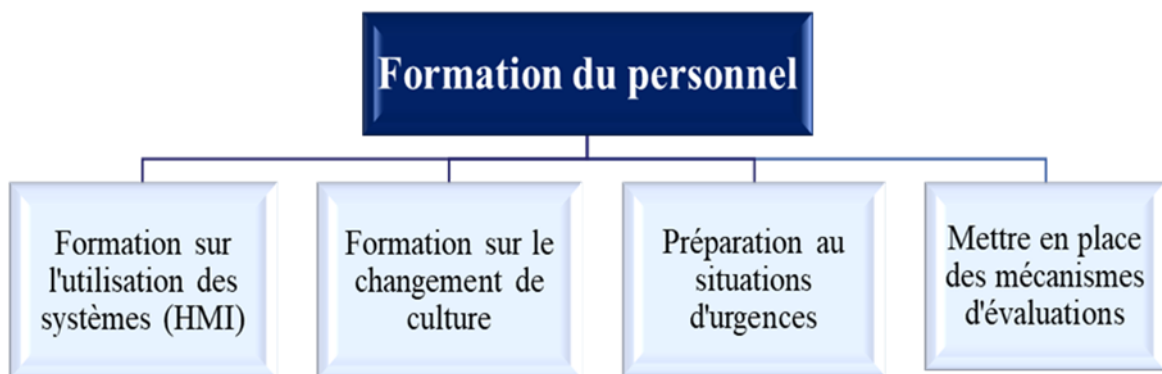 Formation du personnel
Formation sur
l'utilisation des
systèmes (HMI)
Formation sur le
changement de
culture
Préparation au
situations
d'urgences
Mettre en place
des mécanismes
d'évaluations